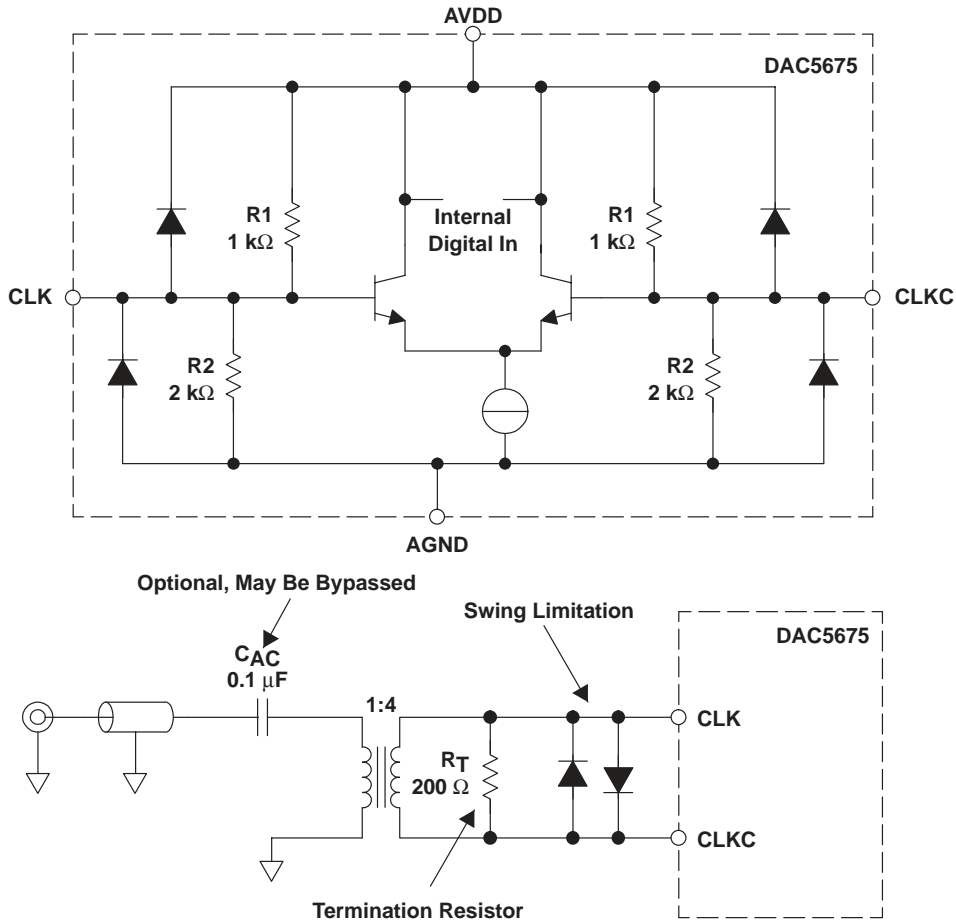 AVDD
DAC5675
R1
1 kΩ
Internal
Digital In
R1
1 kΩ
CLK
CLKC
R2
2 kΩ
R2
2 kΩ
AGND
Optional, May Be Bypassed
Swing Limitation
DAC5675
CAC
0.1 μF
1:4
CLK
RT
200 Ω
CLKC
Termination Resistor